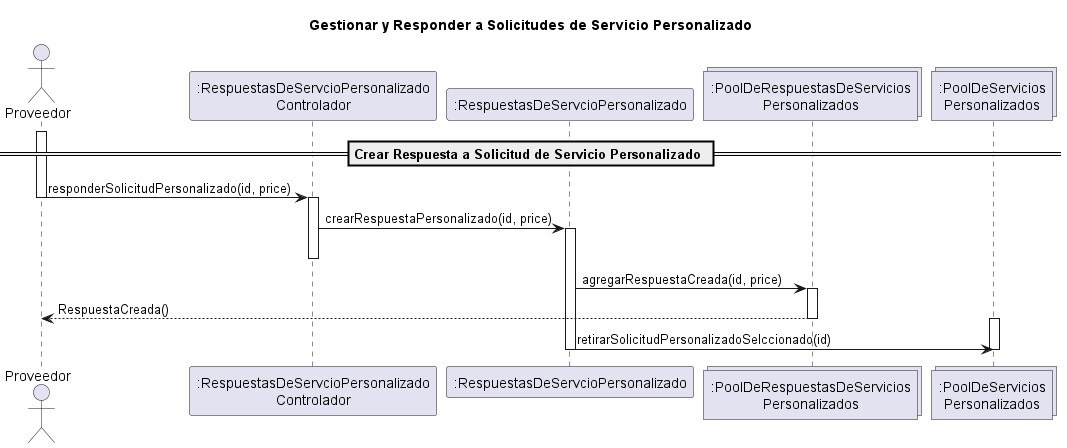 Gestionar y Responder a Solicitudes de Servicio Personalizado
Proveedor
:RespuestasDeServcioPersonalizado
Controlador
:RespuestasDeServcioPersonalizado
:PoolDeRespuestasDeServicios
Personalizados
:PoolDeServicios
Personalizados
Crear Respuesta a Solicitud de Servicio Personalizado
responderSolicitudPersonalizado(id, price)
crearRespuestaPersonalizado(id, price)
agregarRespuestaCreada(id, price)
RespuestaCreada()
retirarSolicitudPersonalizadoSelccionado(id)
Proveedor
:RespuestasDeServcioPersonalizado
Controlador
:RespuestasDeServcioPersonalizado
:PoolDeRespuestasDeServicios
Personalizados
:PoolDeServicios
Personalizados